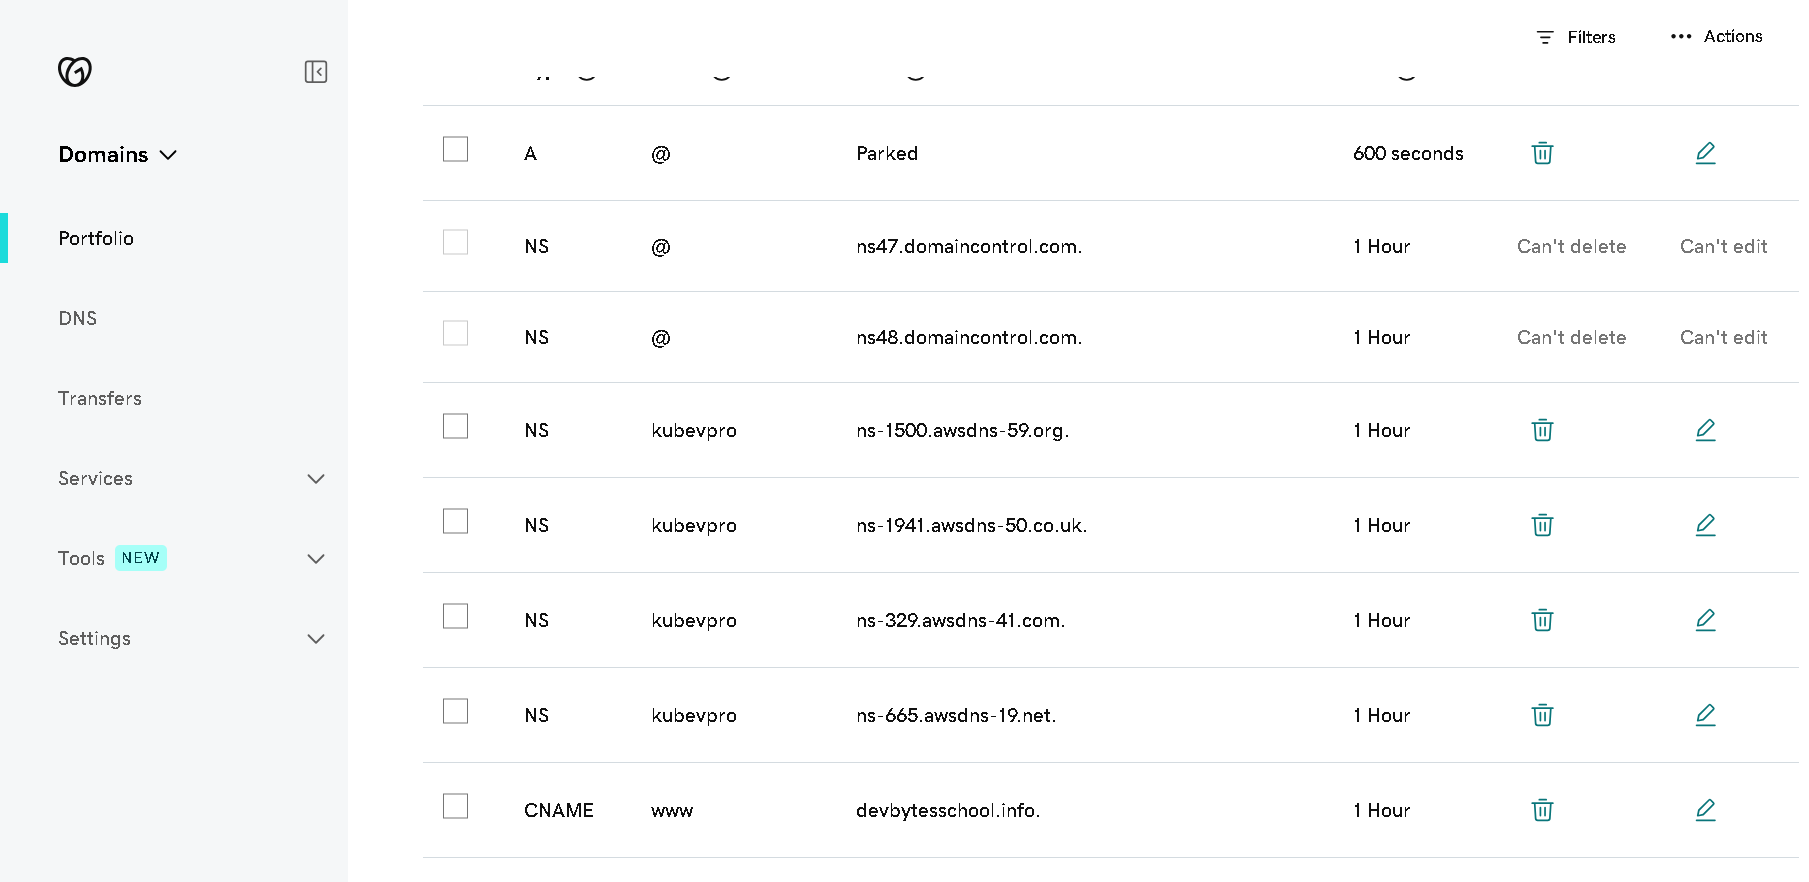 Filters
Actions
Domains
Portfolio
DNS
Transfers
Services
Tools NEW
Settings
A @ Parked 600 seconds
NS @ ns47.domaincontrol.com. 1 Hour Can't delete Can't edit
NS @ ns48.domaincontrol.com. 1 Hour Can't delete Can't edit
NS kubevpro ns-1500.awsdns-59.org. 1 Hour
NS kubevpro ns-1941.awsdns-50.co.uk. 1 Hour
NS kubevpro ns-329.awsdns-41.com. 1 Hour
NS kubevpro ns-665.awsdns-19.net. 1 Hour
CNAME www devbytesschool.info. 1 Hour